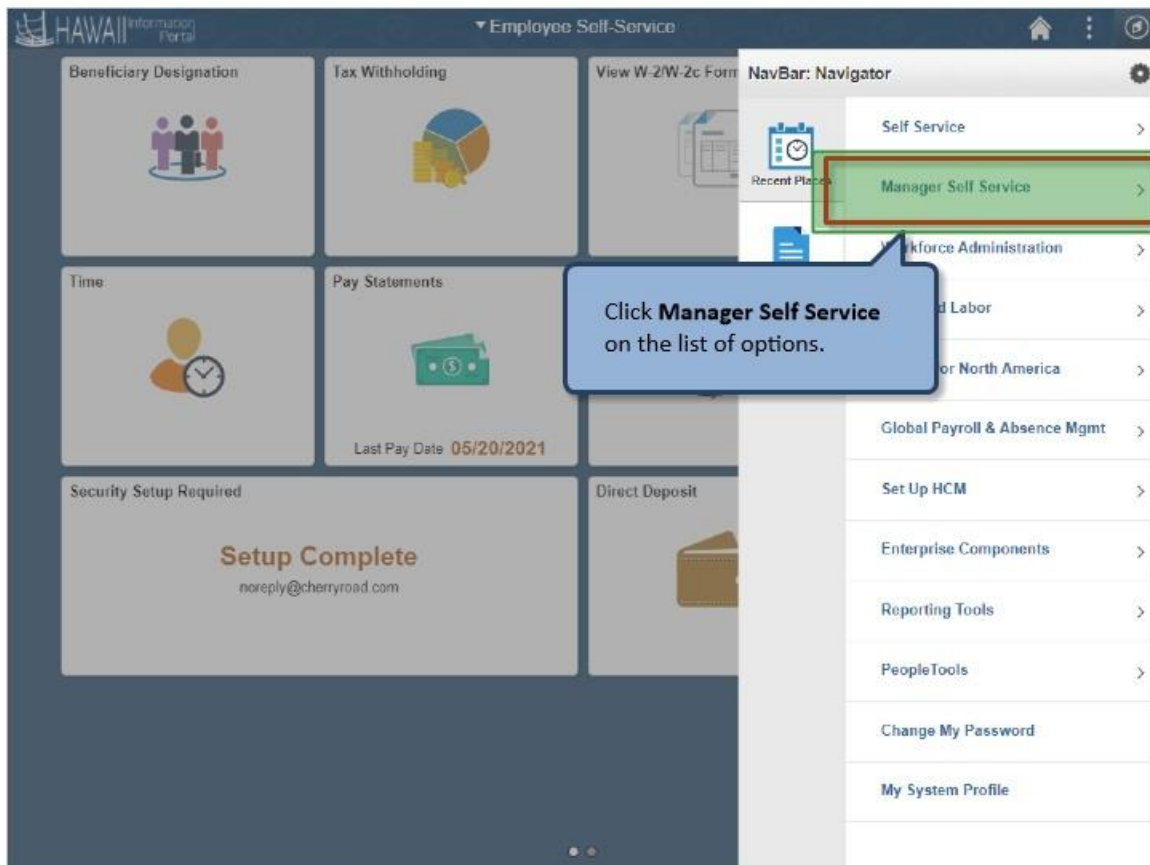 HAWAII Information
Portal
Employee Self-Service
Beneficiary Designation
Tax Withholding
View W-2/W-2c Form
Time
Pay Statements
Last Pay Date 05/20/2021
Security Setup Required
Setup Complete
noreply@cherryroad.com
Direct Deposit
NavBar: Navigator
Recent Places
Self Service
Manager Self Service
Workforce Administration
Labor
or North America
Global Payroll & Absence Mgmt
Set Up HCM
Enterprise Components
Reporting Tools
PeopleTools
Change My Password
My System Profile
Click Manager Self Service
on the list of options.